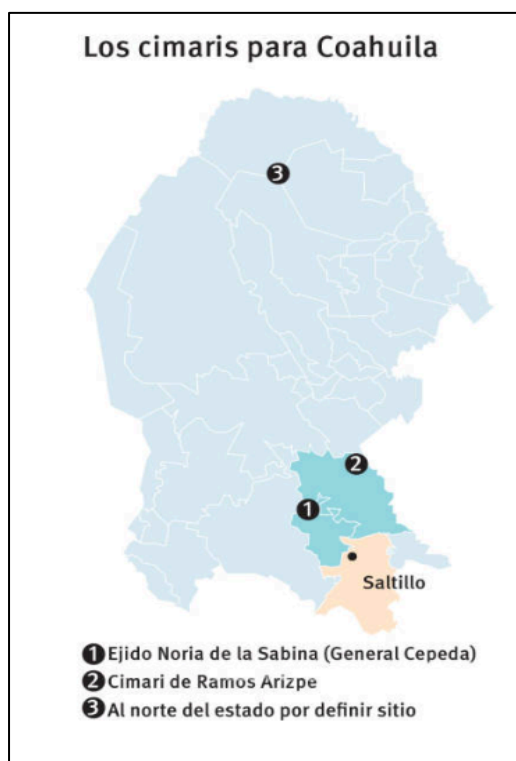 Los cimaris para Coahuila
3
2
1
Saltillo
1 Ejido Noria de la Sabina (General Cepeda)
2 Cimari de Ramos Arizpe
3 Al norte del estado por definir sitio